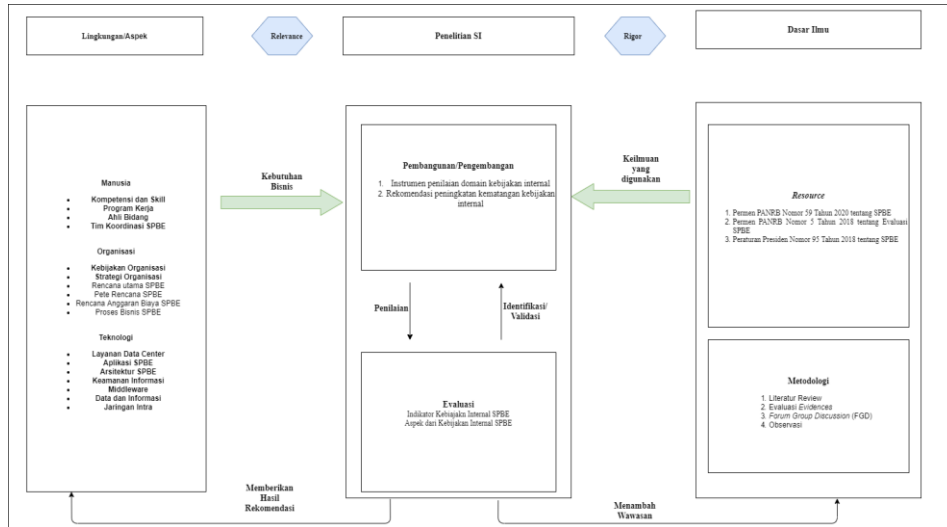 Lingkungan/Aspek
Relevance
Penelitian SI
Rigor
Dasar Ilmu
Manusia
Kompetensi dan Skill
Program Kerja
Ahli Bidang
Tim Koordinasi SPBE
Organisasi
Kebijakan Organisasi
Strategi Organisasi
Rencana utama SPBE
Pete Rencana SPBE
Rencana Anggaran Biaya SPBE
Proses Bisnis SPBE
Teknologi
Layanan Data Center
Aplikasi SPBE
Arsitektur SPBE
Keamanan Informasi
Middleware
Data dan Informasi
Jaringan Intra
Kebutuhan
Bisnis
Pembangunan/Pengembangan
1. Instrumen penilaian domain kebijakan internal
2. Rekomendasi peningkatan kematangan kebijakan
internal
Penilaian
Identifikasi/
Validasi
Evaluasi
Indikator Kebiajakn Internal SPBE
Aspek dari Kebijakan Internal SPBE
Keilmuan
yang
digunakan
Resource
1. Permen PANRB Nomor 59 Tahun 2020 tentang SPBE
2. Permen PANRB Nomor 5 Tahun 2018 tentang Evaluasi
SPBE
3. Peraturan Presiden Nomor 95 Tahun 2018 tentang SPBE
Metodologi
1. Literatur Review
2. Evaluasi Evidences
3. Forum Group Discussion (FGD)
4. Observasi
Memberikan
Hasil
Rekomendasi
Menambah
Wawasan